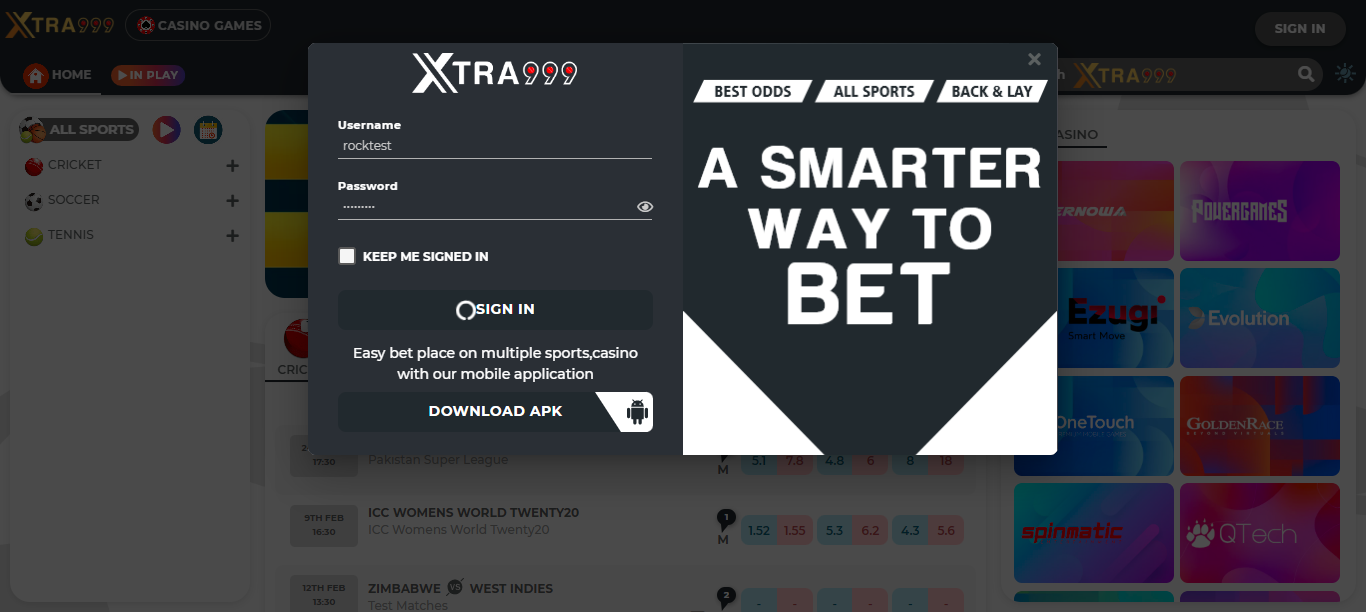 XTRA999
CASINO GAMES
SIGN IN
HOME
IN PLAY
XTRA999
ALL SPORTS
CRICKET
SOCCER
TENNIS
XTRA999
Username
rocktest
Password
KEEP ME SIGNED IN
SIGN IN
Easy bet place on multiple sports,casino
with our mobile application
DOWNLOAD APK
BEST ODDS
ALL SPORTS
BACK & LAY
A SMARTER
WAY TO
BET
POWERGAMES
Ezugi
Smart Move
Evolution
OneTouch
GOLDENRACE
BEYOND VIRTUALS
spinmatic
QTech
17:30
Pakistan Super League
M
5.1 7.8 4.8 6 8 18
9TH FEB
16:30
ICC WOMENS WORLD TWENTY20
ICC Womens World Twenty20
1
M
1.52 1.55 5.3 6.2 4.3 5.6
12TH FEB
13:30
ZIMBABWE VS WEST INDIES
Test Matches
2
- - - - - -